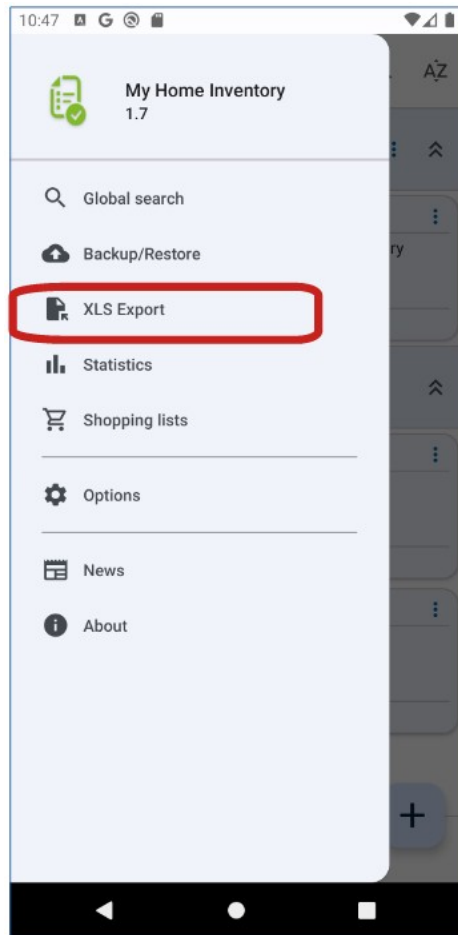 10:47
AZ
My Home Inventory
1.7
Global search
Backup/Restore
ry
XLS Export
Statistics
Shopping lists
Options
News
About